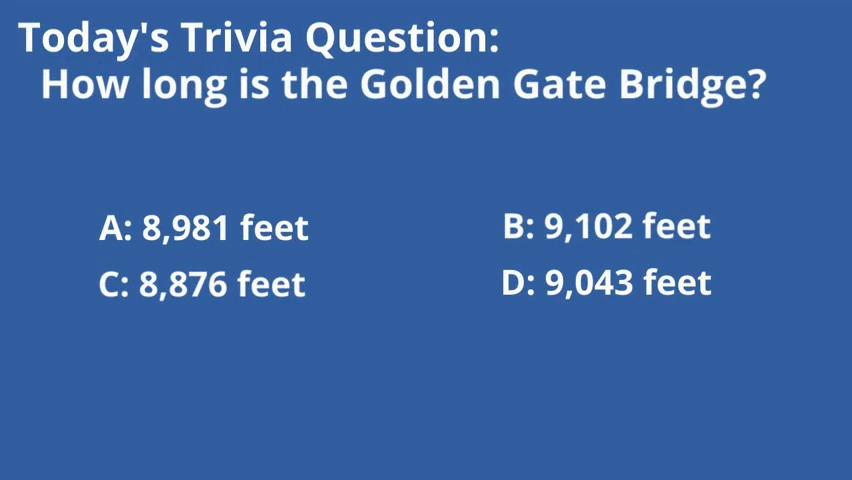 Today's Trivia Question:
How long is the Golden Gate Bridge?
A: 8,981 feet
B: 9,102 feet
C: 8,876 feet
D: 9,043 feet